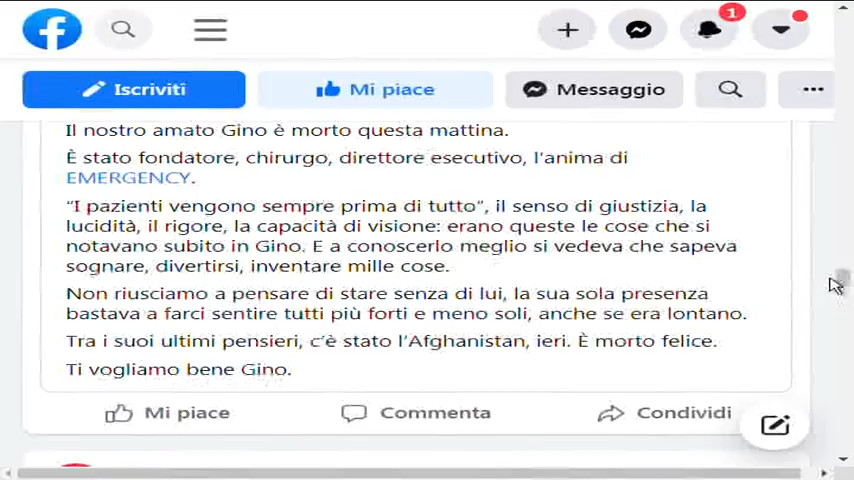 f
1
Iscriviti
Mi piace
Messaggio
Il nostro amato Gino è morto questa mattina.
È stato fondatore, chirurgo, direttore esecutivo, l'anima di
EMERGENCY.
“I pazienti vengono sempre prima di tutto”, il senso di giustizia, la
lucidità, il rigore, la capacità di visione: erano queste le cose che si
notavano subito in Gino. E a conoscerlo meglio si vedeva che sapeva
sognare, divertirsi, inventare mille cose.
Non riusciamo a pensare di stare senza di lui, la sua sola presenza
bastava a farci sentire tutti più forti e meno soli, anche se era lontano.
Tra i suoi ultimi pensieri, c'è stato l'Afghanistan, ieri. È morto felice.
Ti vogliamo bene Gino.
Mi piace
Commenta
Condividi